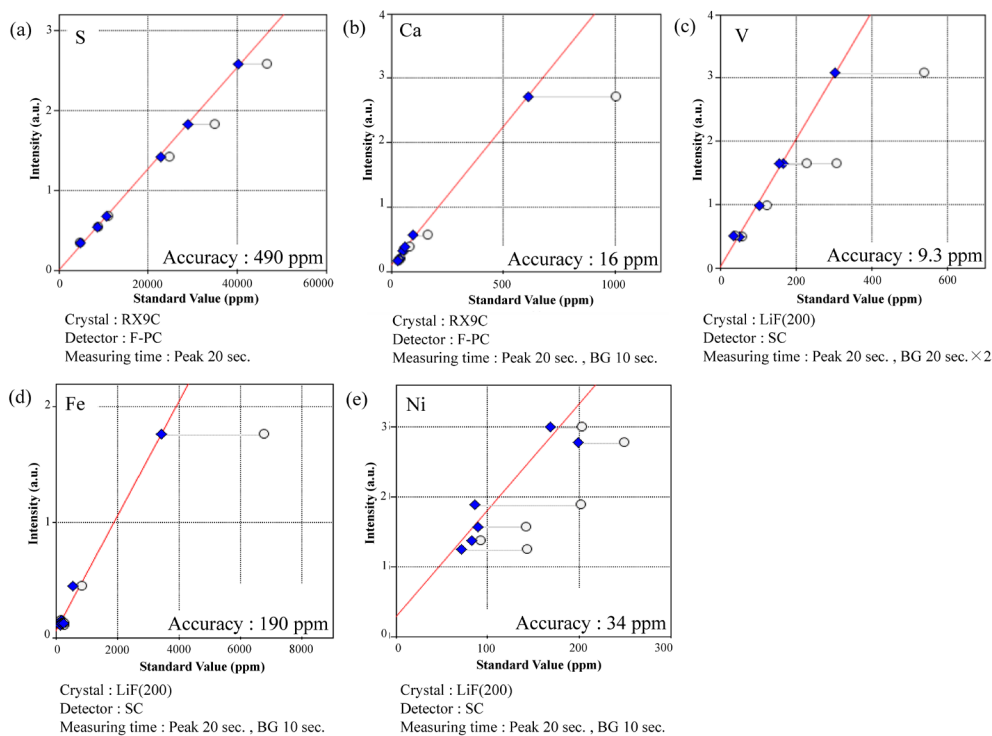 (a)
S
3
2
1
0
Intensity (a.u.)
Accuracy : 490 ppm
0 20000 40000 60000
Standard Value (ppm)
Crystal : RX9C
Detector : F-PC
Measuring time : Peak 20 sec.
(b)
Ca
4
3
2
1
0
Intensity (a.u.)
Accuracy : 16 ppm
0 500 1000
Standard Value (ppm)
Crystal : RX9C
Detector : F-PC
Measuring time : Peak 20 sec. , BG 10 sec.
(c)
V
4
3
2
1
0
Intensity (a.u.)
Accuracy : 9.3 ppm
0 200 400 600
Standard Value (ppm)
Crystal : LiF(200)
Detector : SC
Measuring time : Peak 20 sec. , BG 20 sec.×2
(d)
Fe
2
1
0
Intensity (a.u.)
Accuracy : 190 ppm
0 2000 4000 6000 8000
Standard Value (ppm)
Crystal : LiF(200)
Detector : SC
Measuring time : Peak 20 sec. , BG 10 sec.
(e)
Ni
3
2
1
0
Intensity (a.u.)
Accuracy : 34 ppm
0 100 200 300
Standard Value (ppm)
Crystal : LiF(200)
Detector : SC
Measuring time : Peak 20 sec. , BG 10 sec.